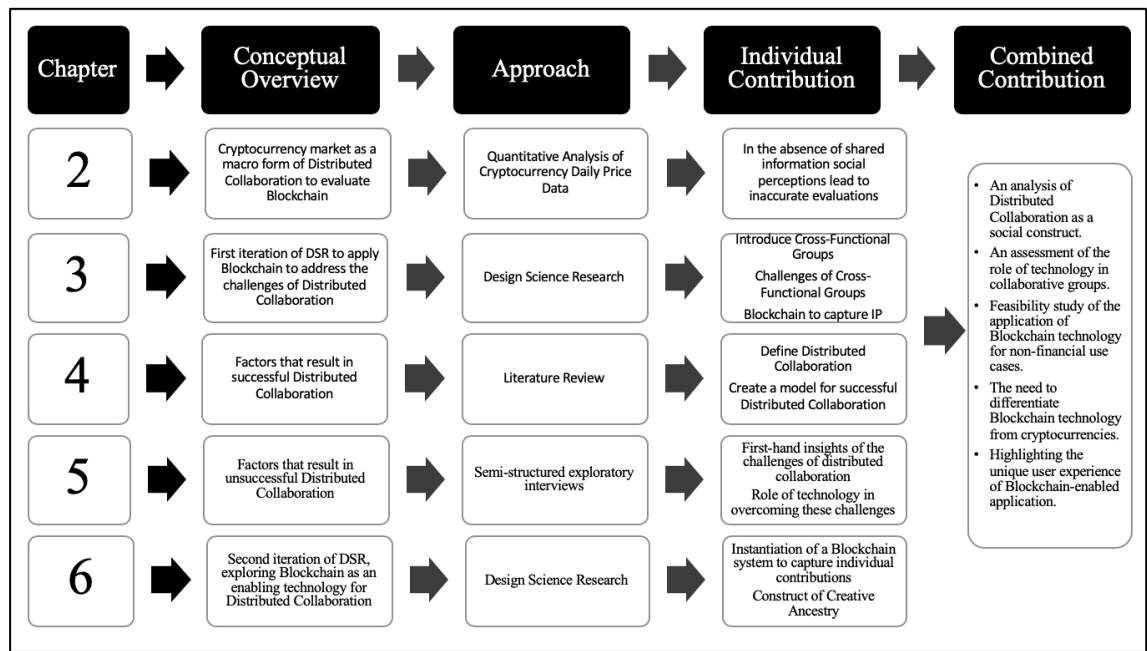 Chapter
Conceptual
Overview
Approach
Individual
Contribution
Combined
Contribution
2
Cryptocurrency market as a
macro form of Distributed
Collaboration to evaluate
Blockchain
Quantitative Analysis of
Cryptocurrency Daily Price
Data
In the absence of shared
information social
perceptions lead to
inaccurate evaluations
3
First iteration of DSR to apply
Blockchain to address the
challenges of Distributed
Collaboration
Design Science Research
Introduce Cross-Functional
Groups
Challenges of Cross-
Functional Groups
Blockchain to capture IP
4
Factors that result in
successful Distributed
Collaboration
Literature Review
Define Distributed
Collaboration
Create a model for successful
Distributed Collaboration
5
Factors that result in
unsuccessful Distributed
Collaboration
Semi-structured exploratory
interviews
First-hand insights of the
challenges of distributed
collaboration
Role of technology in
overcoming these challenges
6
Second iteration of DSR,
exploring Blockchain as an
enabling technology for
Distributed Collaboration
Design Science Research
Instantiation of a Blockchain
system to capture individual
contributions
Construct of Creative
Ancestry
• An analysis of
Distributed
Collaboration as a
social construct.
• An assessment of the
role of technology in
collaborative groups.
• Feasibility study of the
application of
Blockchain technology
for non-financial use
cases.
• The need to
differentiate
Blockchain technology
from cryptocurrencies.
• Highlighting the
unique user experience
of Blockchain-enabled
application.